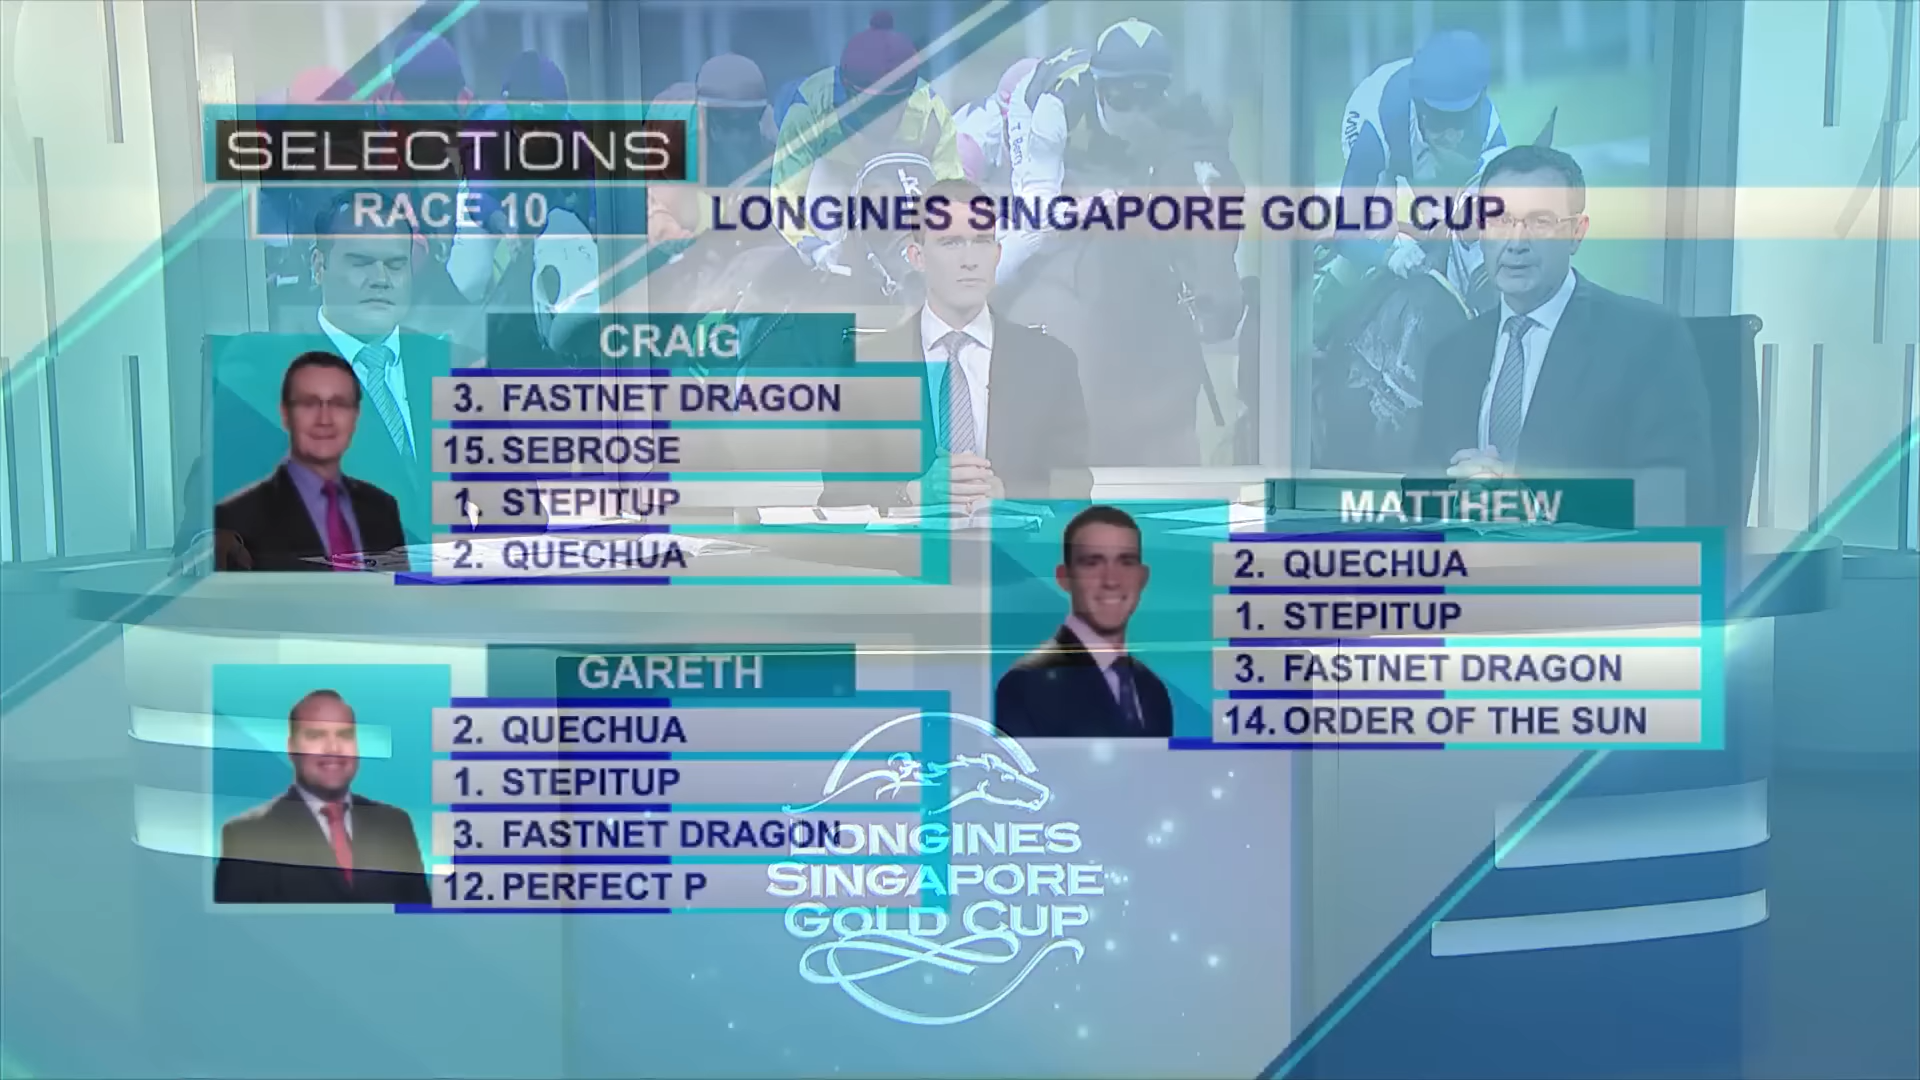 SELECTIONS
RACE 10
LONGINES SINGAPORE GOLD CUP
CRAIG
3. FASTNET DRAGON
15. SEBROSE
1. STEPITUP
2. QUECHUA
MATTHEW
2. QUECHUA
1. STEPITUP
3. FASTNET DRAGON
14. ORDER OF THE SUN
GARETH
2. QUECHUA
1. STEPITUP
3. FASTNET DRAGON
12. PERFECT P
LONGINES
SINGAPORE
GOLD CUP